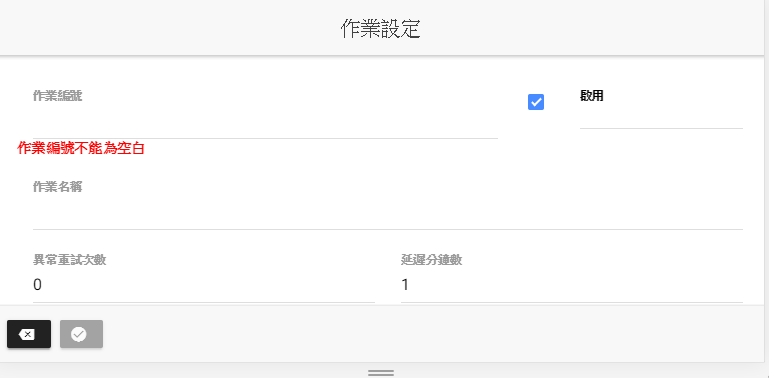 作業設定
作業編號
啟用
作業編號不能為空白
作業名稱
異常重試次數
延遲分鐘數
0
1